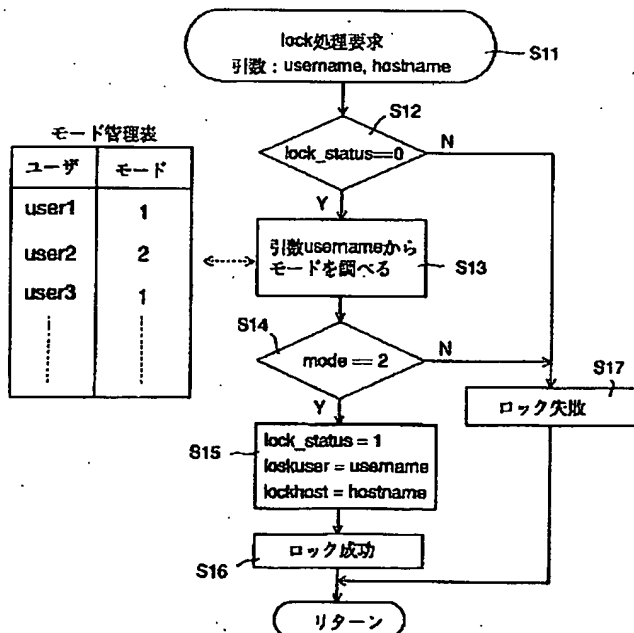 lock処理要求
引数：username, hostname
S11
S12
lock_status==0
N
Y
モード管理表
ユーザ モード
user1 1
user2 2
user3 1
引数usernameから
モードを調べる
S13
S14
mode == 2
N
Y
S17
ロック失敗
S15
lock_status = 1
loskuser = username
lockhost = hostname
S16
ロック成功
リターン